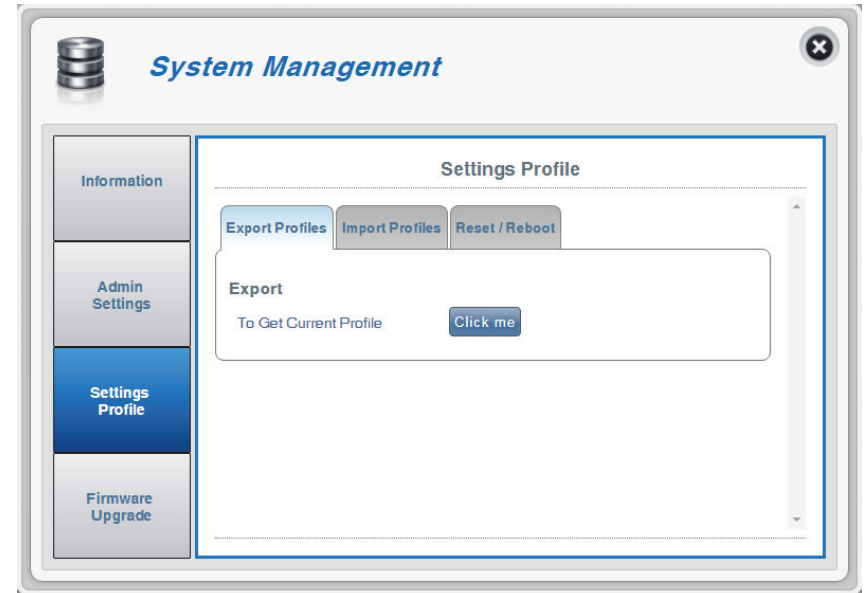 System Management
Information
Admin
Settings
Settings
Profile
Firmware
Upgrade
Settings Profile
Export Profiles
Import Profiles
Reset / Reboot
Export
To Get Current Profile
Click me